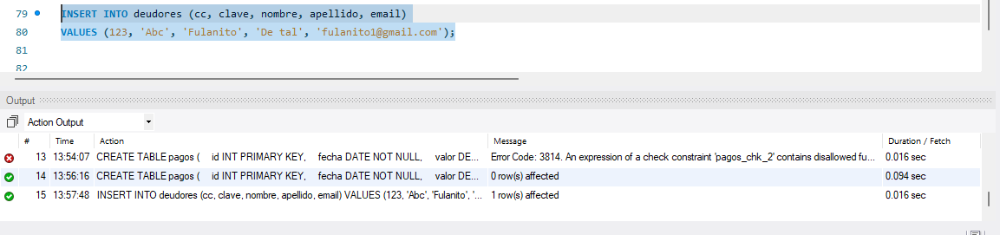 79 INSERT INTO deudores (cc, clave, nombre, apellido, email)
80 VALUES (123, 'Abc', 'Fulanito', 'De tal', 'fulanito1@gmail.com');
81
82
Output
Action Output
# Time Action Message Duration / Fetch
13 13:54:07 CREATE TABLE pagos ( id INT PRIMARY KEY, fecha DATE NOT NULL, valor DE... Error Code: 3814. An expression of a check constraint 'pagos_chk_2' contains disallowed fu... 0.016 sec
14 13:56:16 CREATE TABLE pagos ( id INT PRIMARY KEY, fecha DATE NOT NULL, valor DE... 0 row(s) affected 0.094 sec
15 13:57:48 INSERT INTO deudores (cc, clave, nombre, apellido, email) VALUES (123, 'Abc', 'Fulanito', '... 1 row(s) affected 0.016 sec